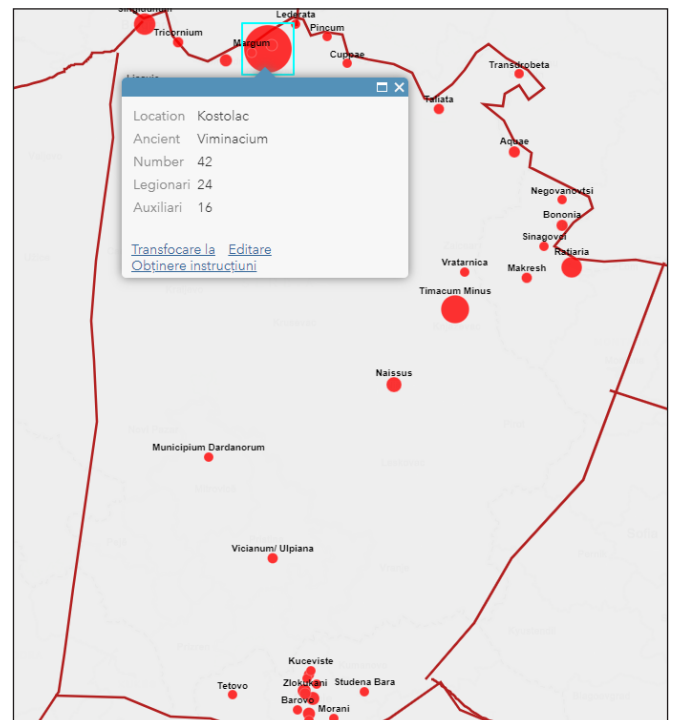 Singidunum
Lederata
Pincum
Tricornium
Margum
Cuppae
Transdrobeta
Taliata
Location Kostolac
Ancient Viminacium
Number 42
Legionari 24
Auxiliari 16
Transfocare la Editare
Obținere instrucțiuni
Aquae
Negovanovtsi
Bononia
Sinagovci
Ratiaria
Vratarnica
Makresh
Timacum Minus
Naissus
Municipium Dardanorum
Vicianum/ Ulpiana
Kuceviste
Tetovo
Zlokukani
Studena Bara
Barovo
Morani